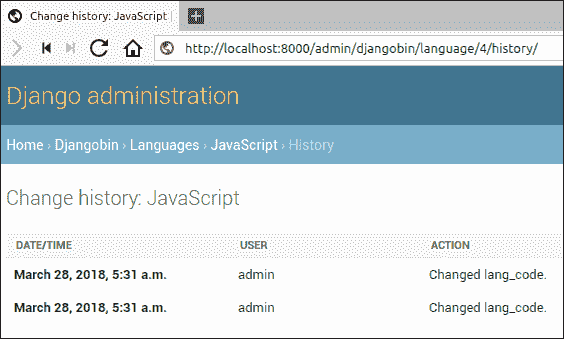 Change history: JavaScript |
http://localhost:8000/admin/djangobin/language/4/history/
Django administration
Home › Djangobin › Languages › JavaScript › History
Change history: JavaScript
DATE/TIME USER ACTION
March 28, 2018, 5:31 a.m. admin Changed lang_code.
March 28, 2018, 5:31 a.m. admin Changed lang_code.